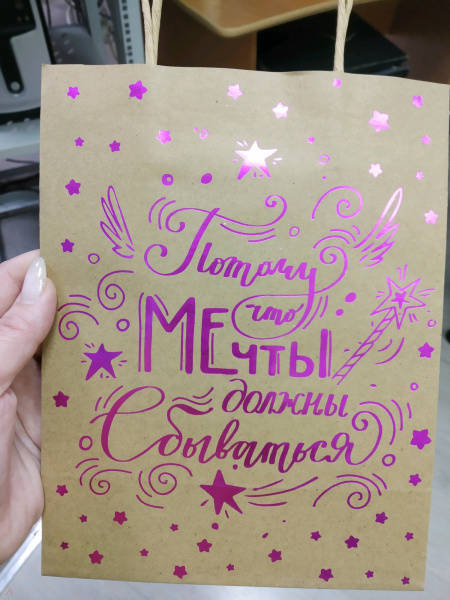 Потому
что
МЕчты
должны
Сбываться